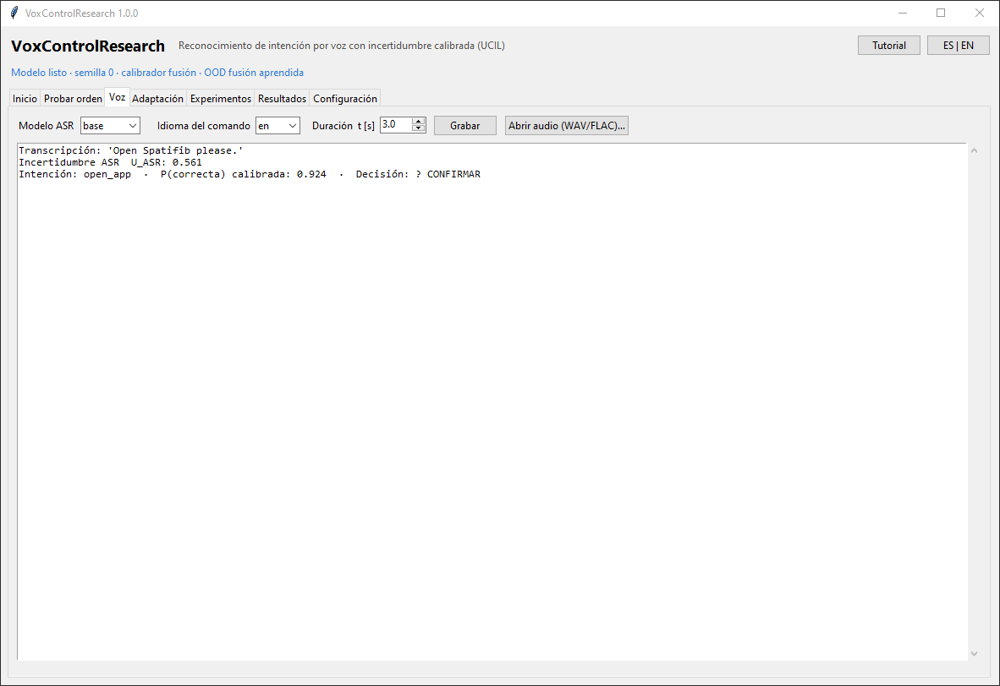 VoxControlResearch 1.0.0
VoxControlResearch Reconocimiento de intención por voz con incertidumbre calibrada (UCIL) Tutorial ES | EN
Modelo listo · semilla 0 · calibrador fusión · OOD fusión aprendida
Inicio Probar orden Voz Adaptación Experimentos Resultados Configuración
Modelo ASR base Idioma del comando en Duración t [s] 3.0 Grabar Abrir audio (WAV/FLAC)...
Transcripción: 'Open Spatifib please.'
Incertidumbre ASR U_ASR: 0.561
Intención: open_app · P(correcta) calibrada: 0.924 · Decisión: ? CONFIRMAR